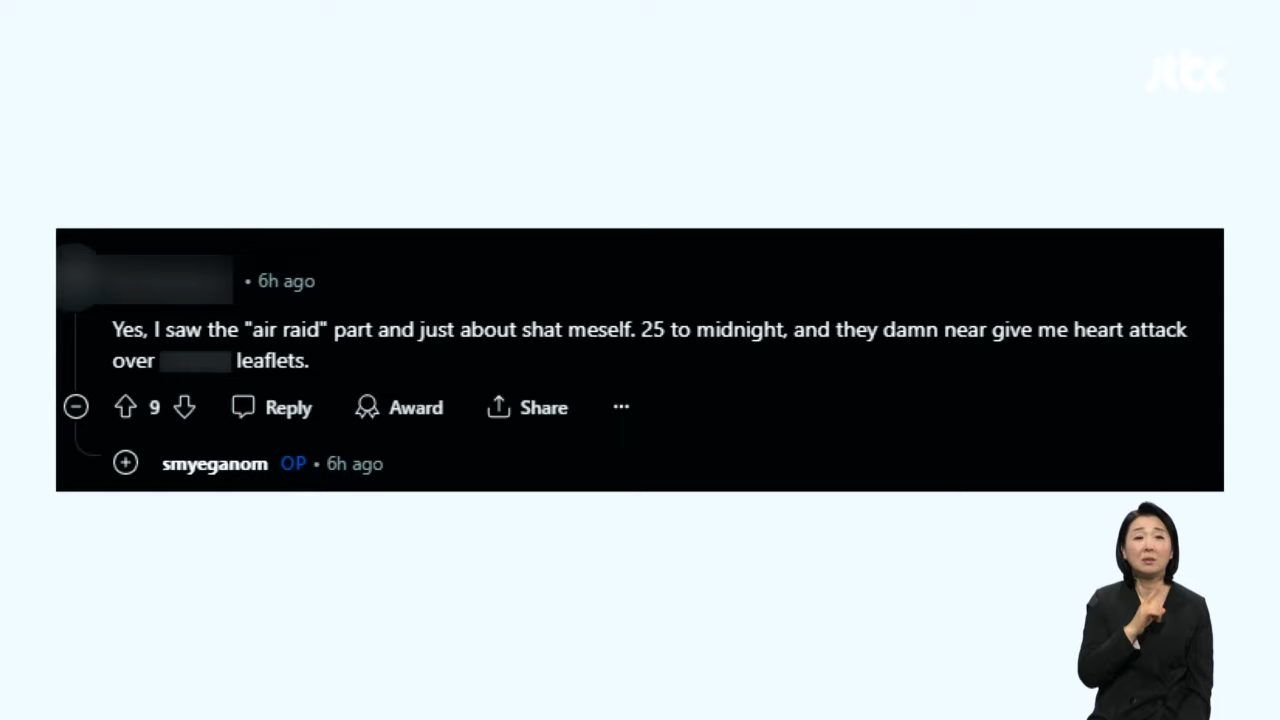 jtbc
• 6h ago
Yes, I saw the "air raid" part and just about shat meself. 25 to midnight, and they damn near give me heart attack
over leaflets.
9 Reply Award Share ...
smyeganom OP • 6h ago